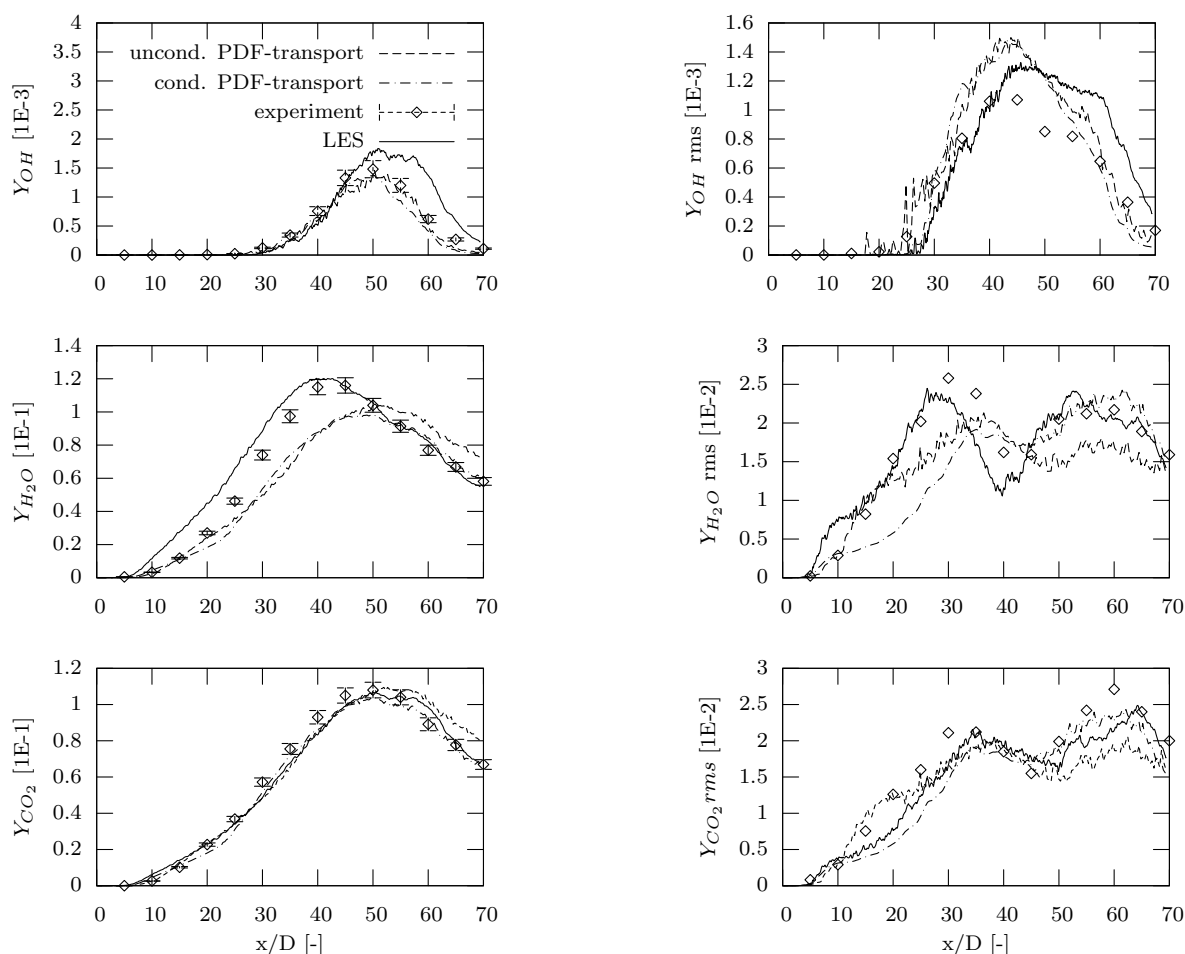 4
3.5
3
2.5
2
1.5
1
0.5
0
Y_OH [1E-3]
uncond. PDF-transport
cond. PDF-transport
experiment
LES
0 10 20 30 40 50 60 70
1.6
1.4
1.2
1
0.8
0.6
0.4
0.2
0
Y_OH rms [1E-3]
0 10 20 30 40 50 60 70
1.4
1.2
1
0.8
0.6
0.4
0.2
0
Y_H2O [1E-1]
0 10 20 30 40 50 60 70
3
2.5
2
1.5
1
0.5
0
Y_H2O rms [1E-2]
0 10 20 30 40 50 60 70
1.2
1
0.8
0.6
0.4
0.2
0
Y_CO2 [1E-1]
0 10 20 30 40 50 60 70
x/D [-]
3
2.5
2
1.5
1
0.5
0
Y_CO2 rms [1E-2]
0 10 20 30 40 50 60 70
x/D [-]